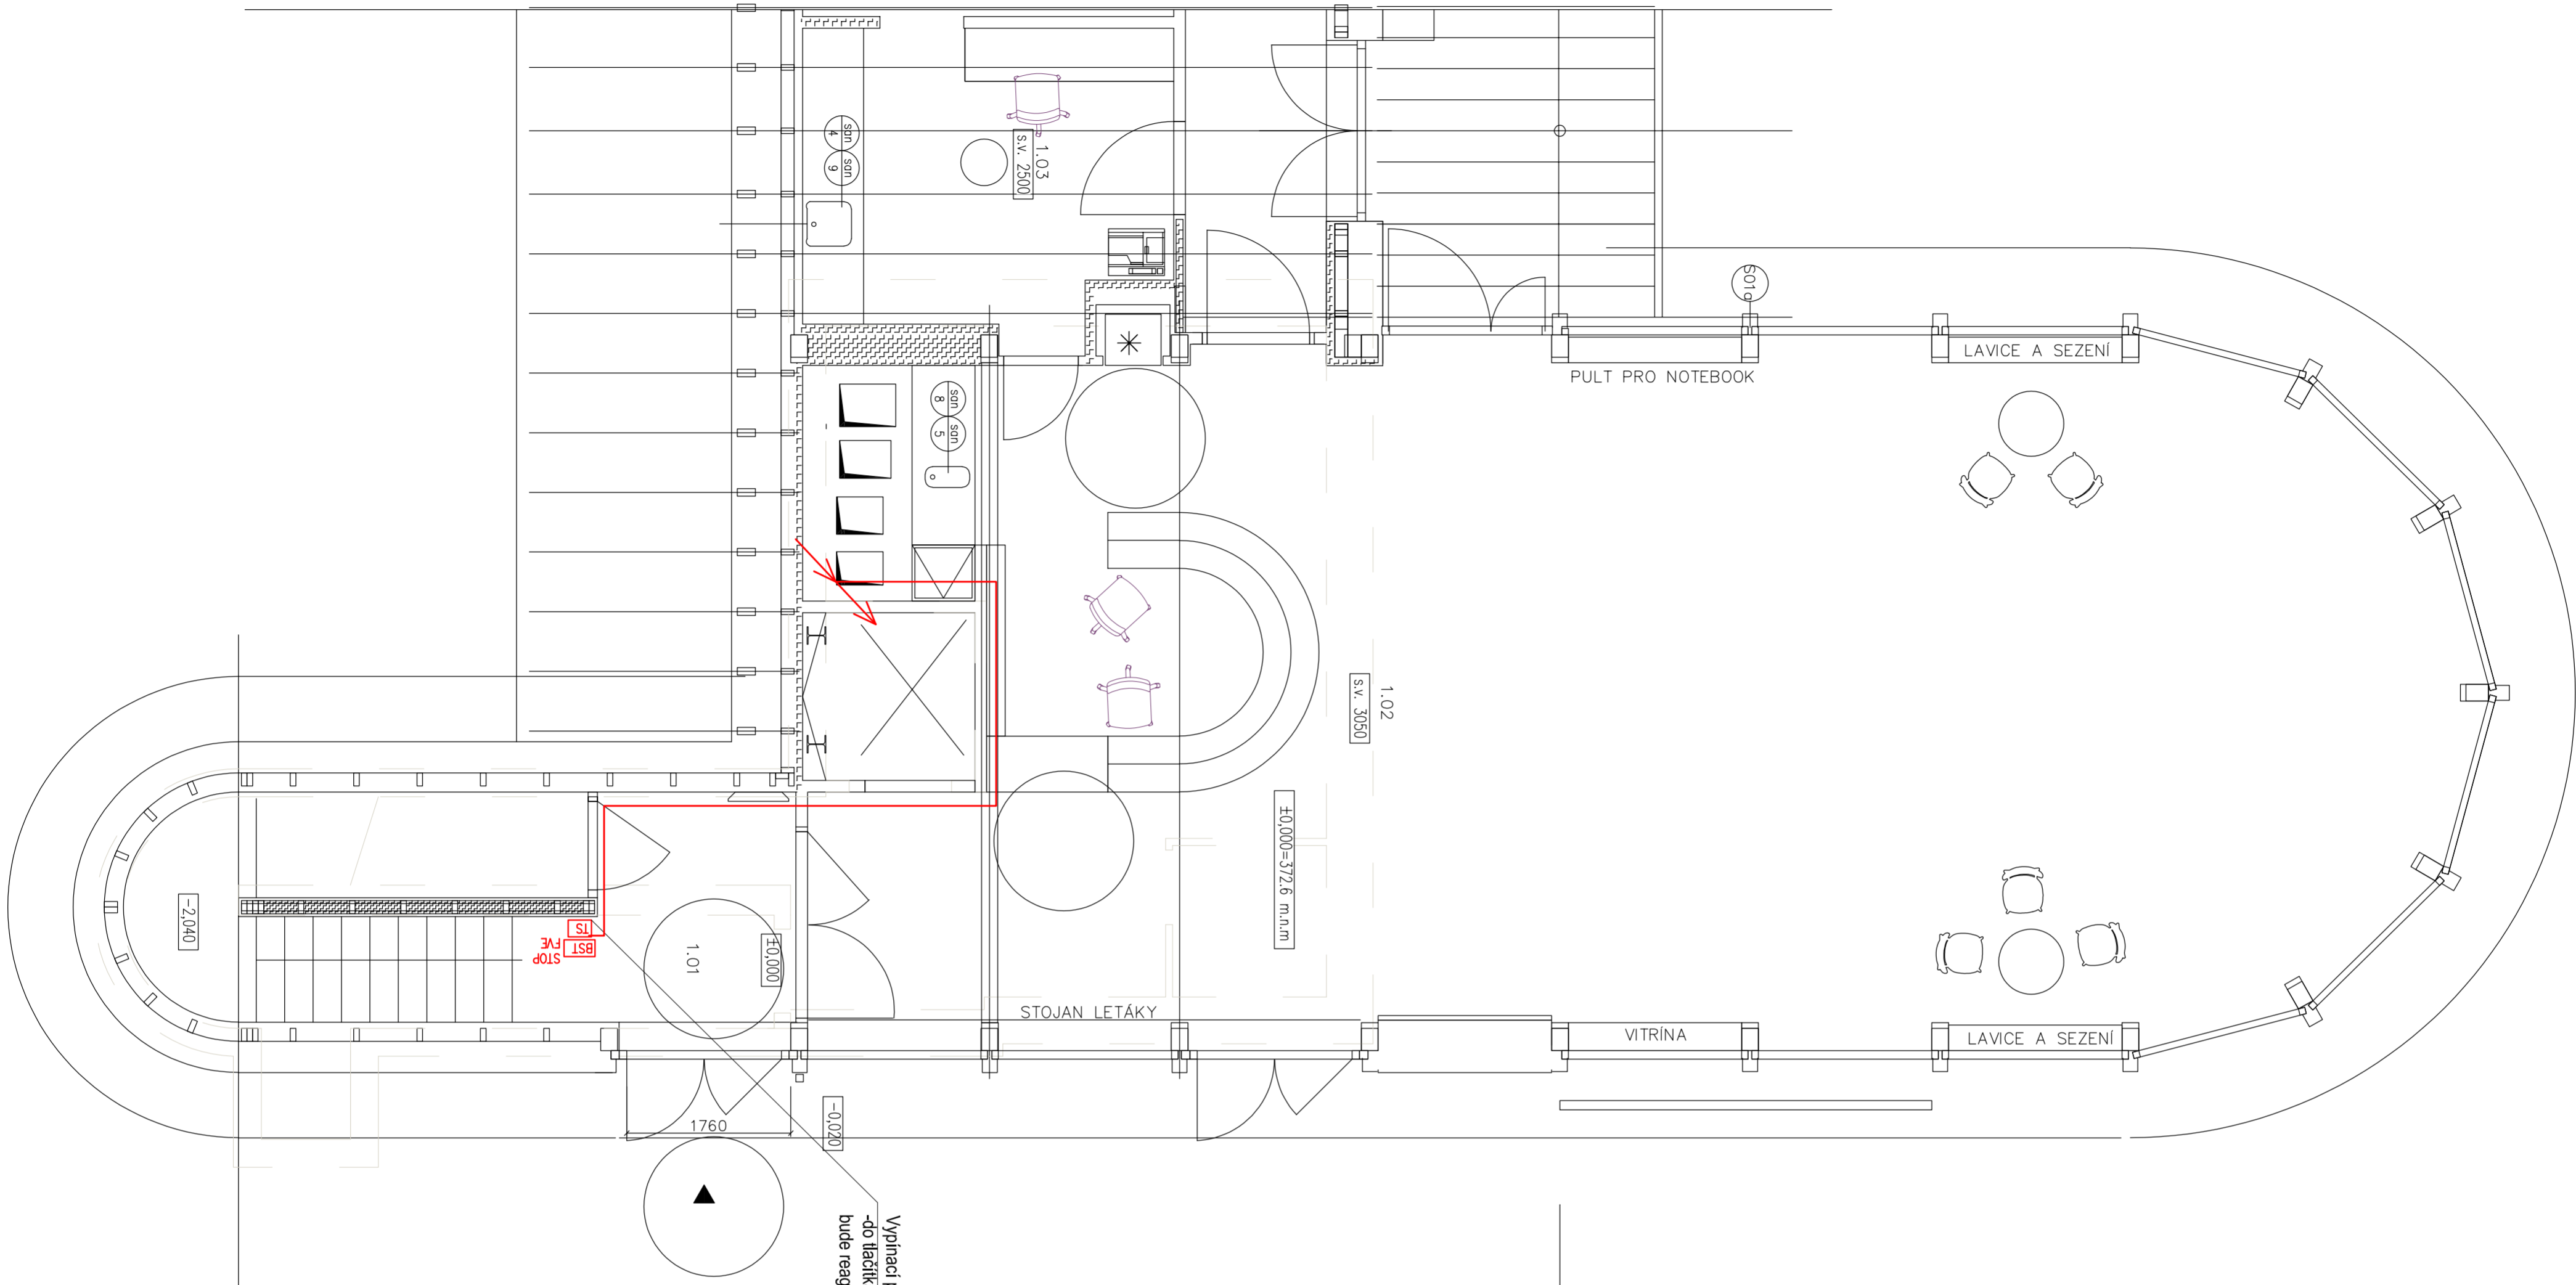 san
4
san
9
1.03
s.v. 2500
S01a
LAVICE A SEZENÍ
PULT PRO NOTEBOOK
san
8
san
5
1.02
s.v. 3050
±0,000=372.6 m.n.m
-2,040
TS
BST
STOP
FVE
1.01
±0,000
STOJAN LETÁKY
VITRÍNA
LAVICE A SEZENÍ
1760
-0,020
Vypínací
-do tlačítk
bude reag